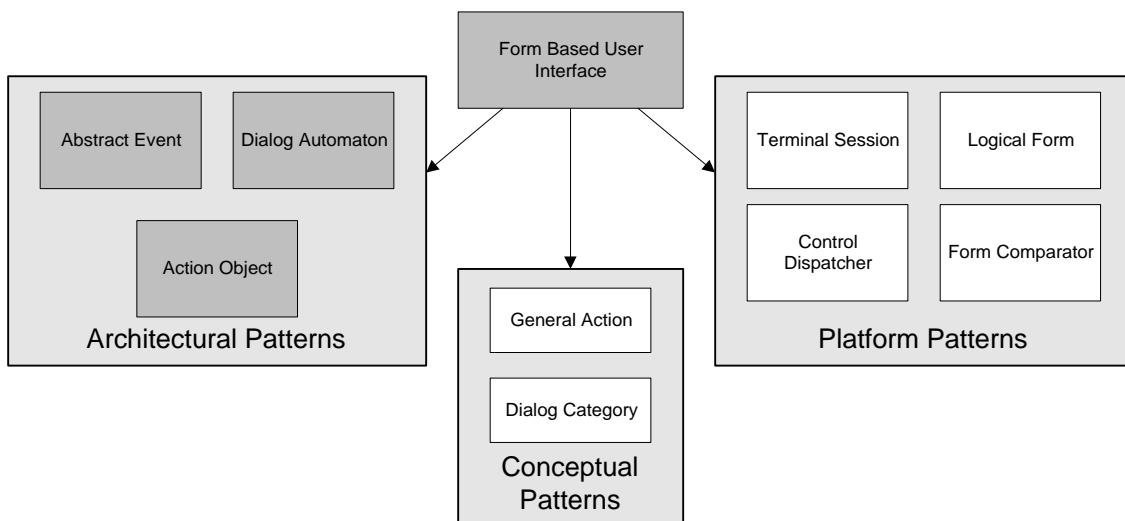 Form Based User
Interface
Abstract Event
Dialog Automaton
Action Object
Architectural Patterns
General Action
Dialog Category
Conceptual
Patterns
Terminal Session
Logical Form
Control
Dispatcher
Form Comparator
Platform Patterns